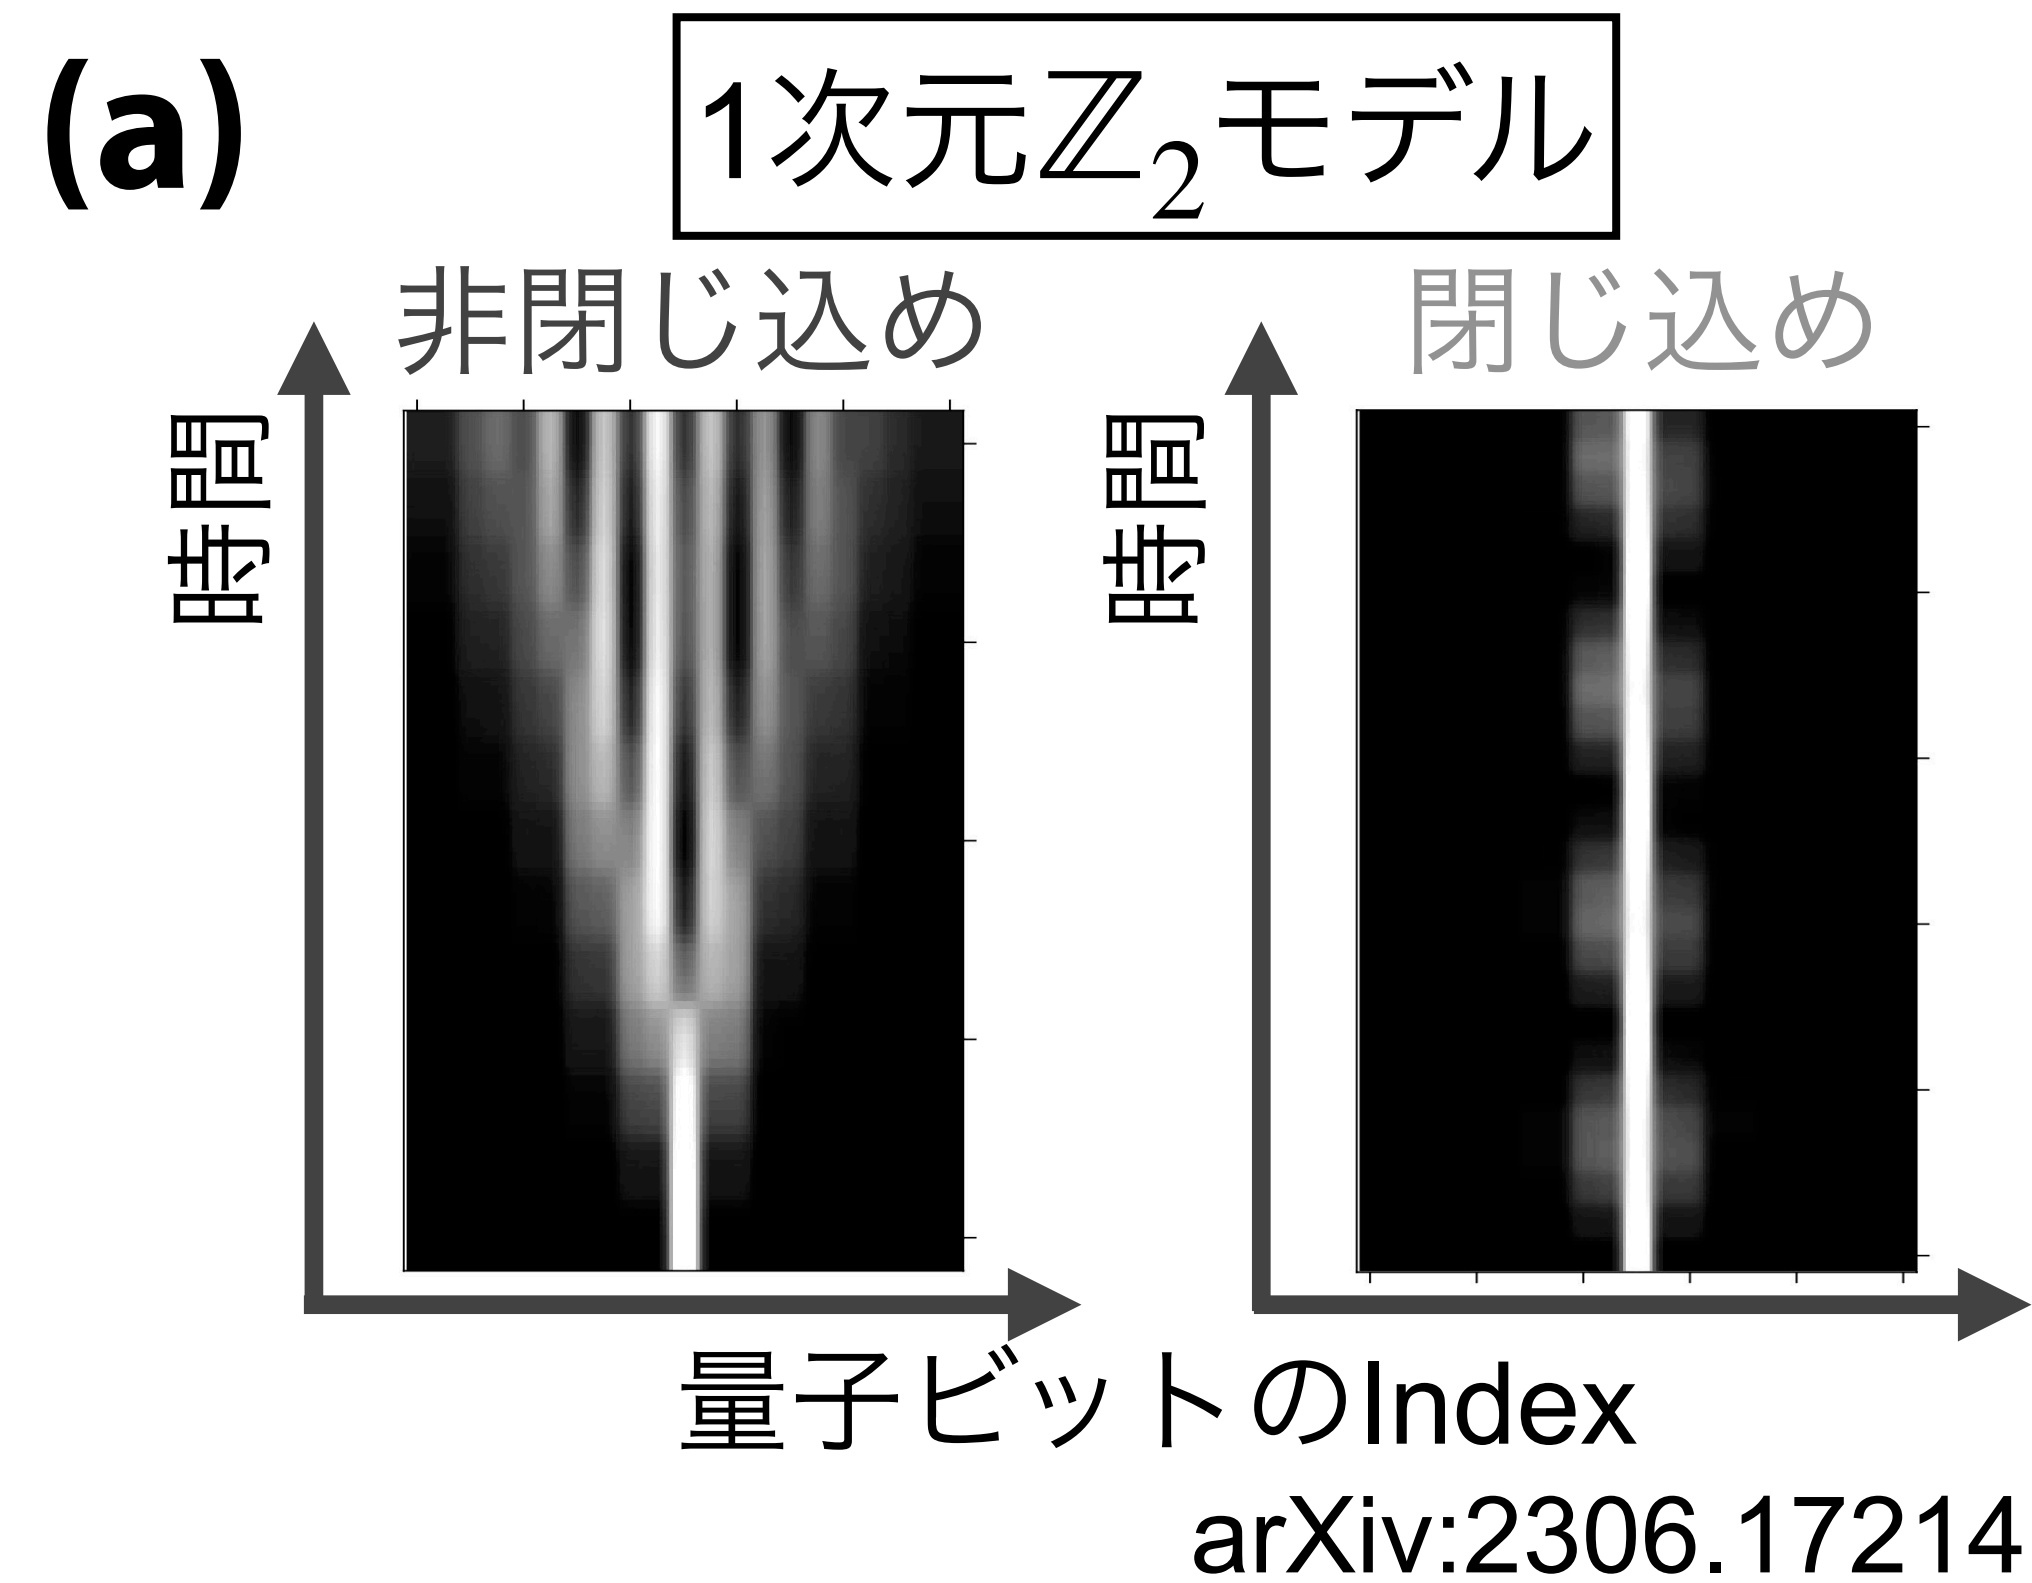 (a)
1次元ℤ₂モデル
非閉じ込め
閉じ込め
時間
時間
量子ビットのIndex
arXiv:2306.17214